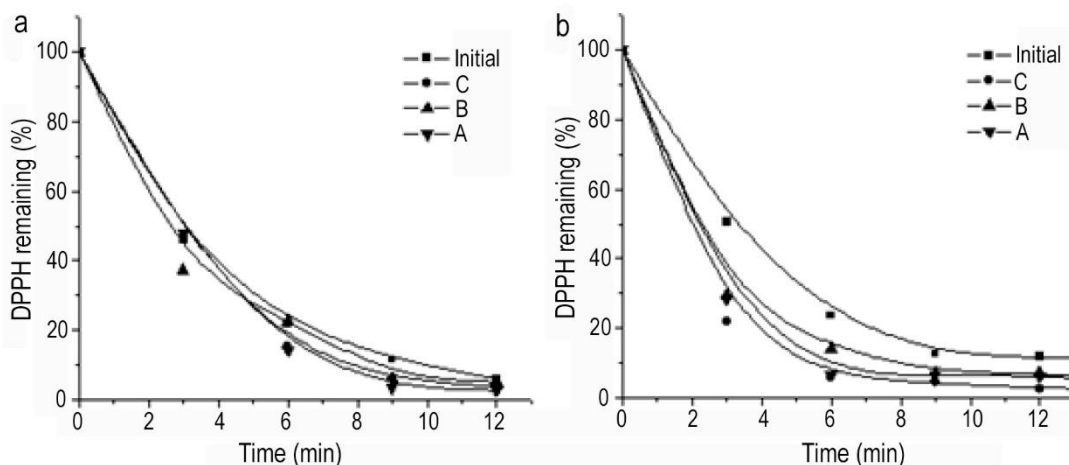 a
DPPH remaining (%)
100
80
60
40
20
0
Initial
C
B
A
0 2 4 6 8 10 12
Time (min)
b
DPPH remaining (%)
100
80
60
40
20
0
Initial
C
B
A
0 2 4 6 8 10 12
Time (min)